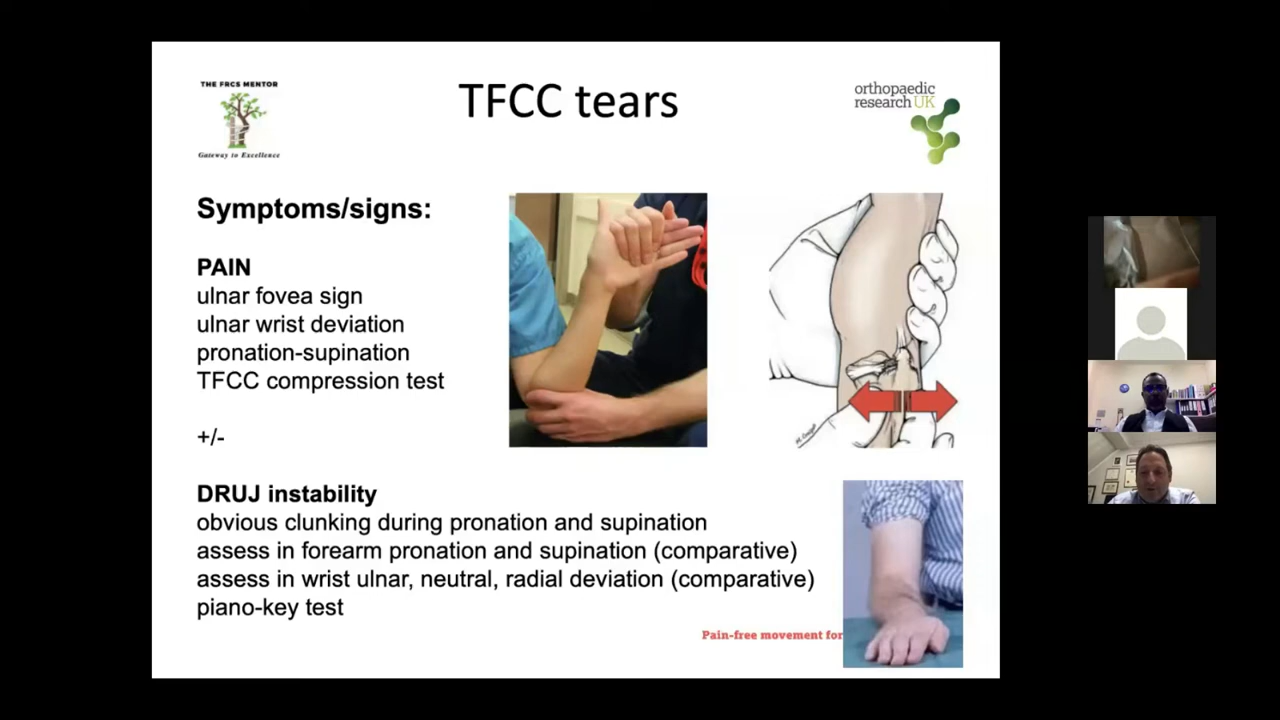 THE FRCS MENTOR
Gateway to Excellence
TFCC tears
orthopaedic
research UK
Symptoms/signs:
PAIN
ulnar fovea sign
ulnar wrist deviation
pronation-supination
TFCC compression test
+/-
DRUJ instability
obvious clunking during pronation and supination
assess in forearm pronation and supination (comparative)
assess in wrist ulnar, neutral, radial deviation (comparative)
piano-key test
Pain-free movement for